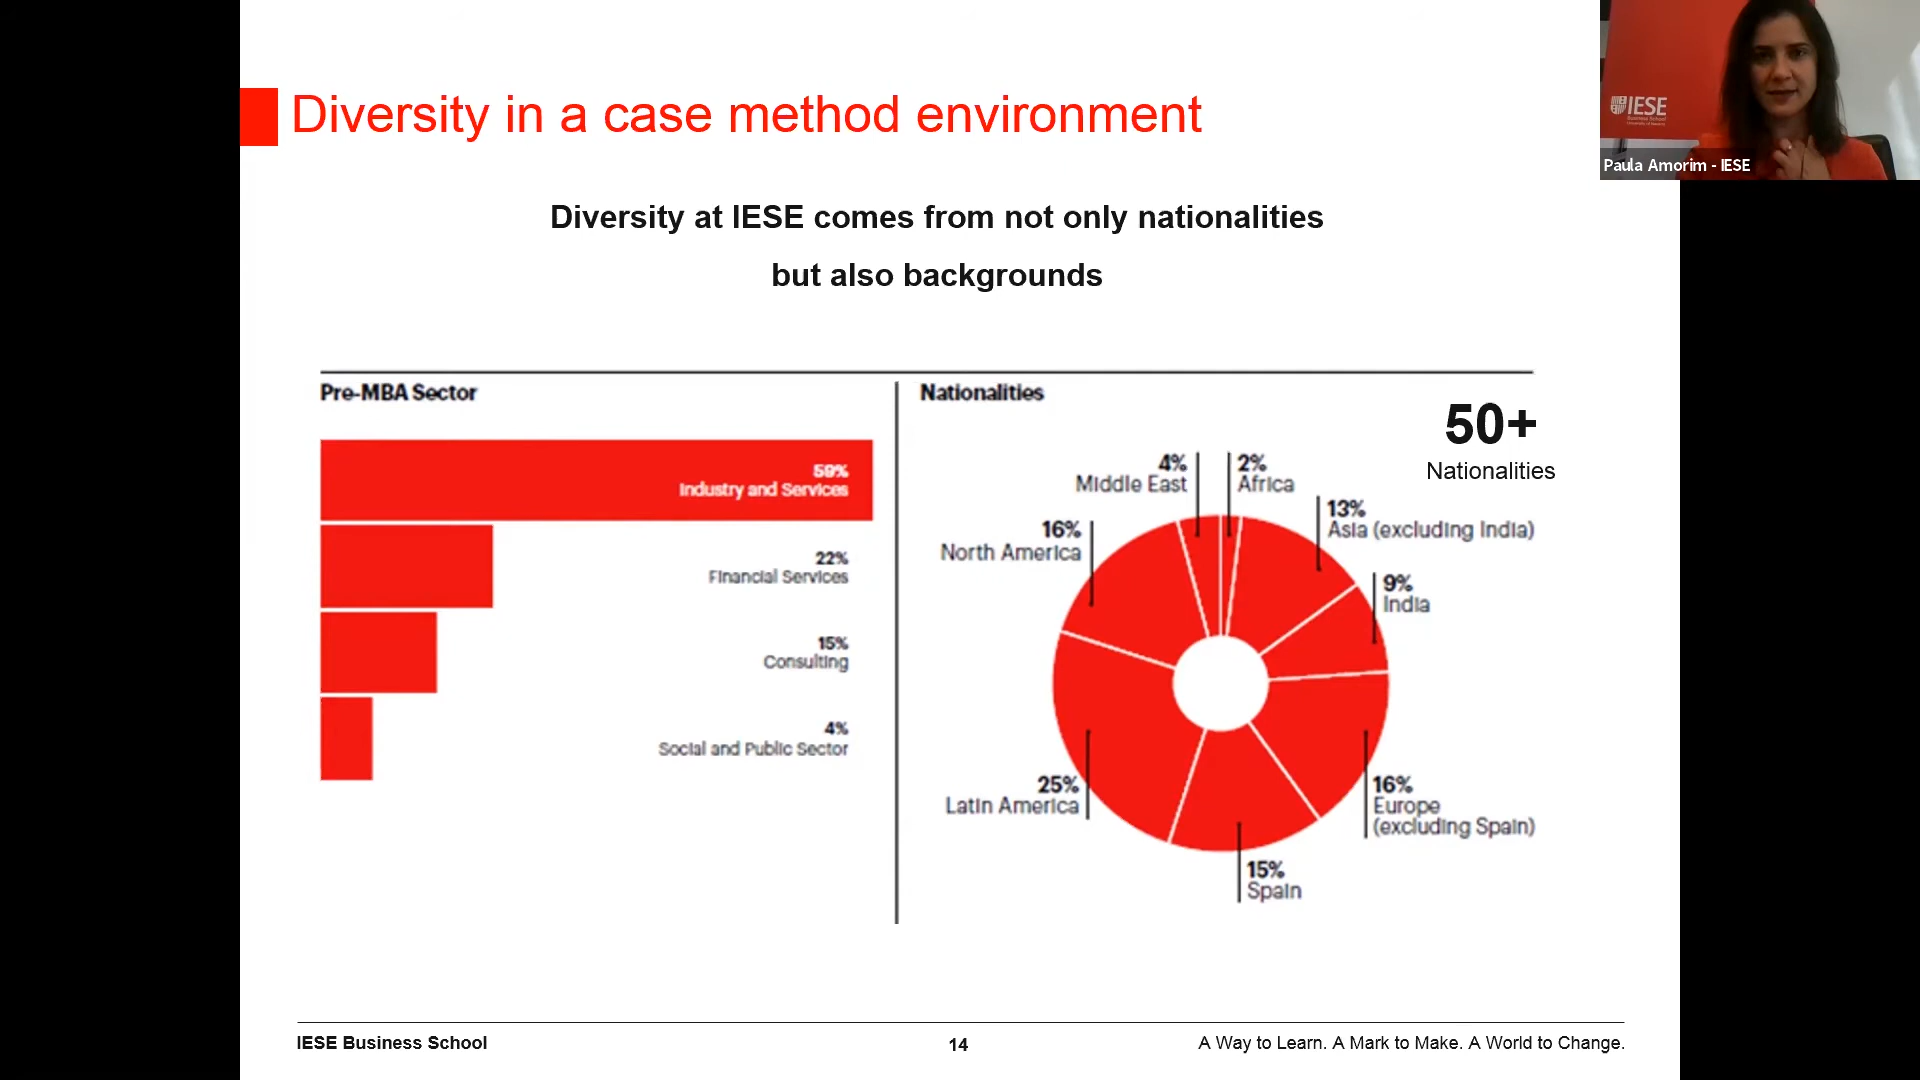 Diversity in a case method environment
Diversity at IESE comes from not only nationalities
but also backgrounds
Pre-MBA Sector
59%
Industry and Services
22%
Financial Services
15%
Consulting
4%
Social and Public Sector
Nationalities
50+
Nationalities
4%
Middle East
2%
Africa
13%
Asia (excluding India)
9%
India
16%
North America
25%
Latin America
16%
Europe
(excluding Spain)
15%
Spain
IESE Business School
14
A Way to Learn. A Mark to Make. A World to Change.
IESE
Business School
Paula Amorim - IESE